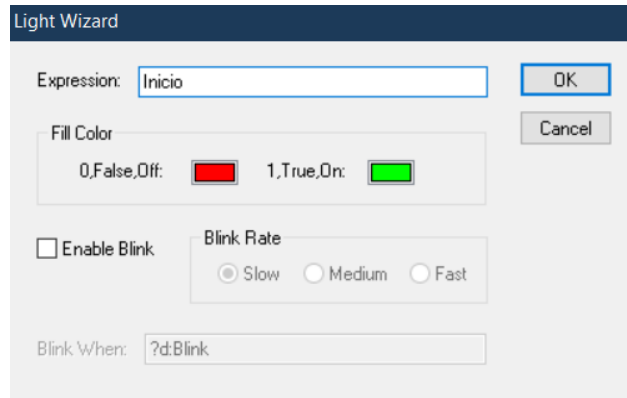 Light Wizard
Expression: Inicio OK
Fill Color Cancel
0,False,Off: 1,True,On:
Enable Blink Blink Rate
Slow Medium Fast
Blink When: ?d:Blink